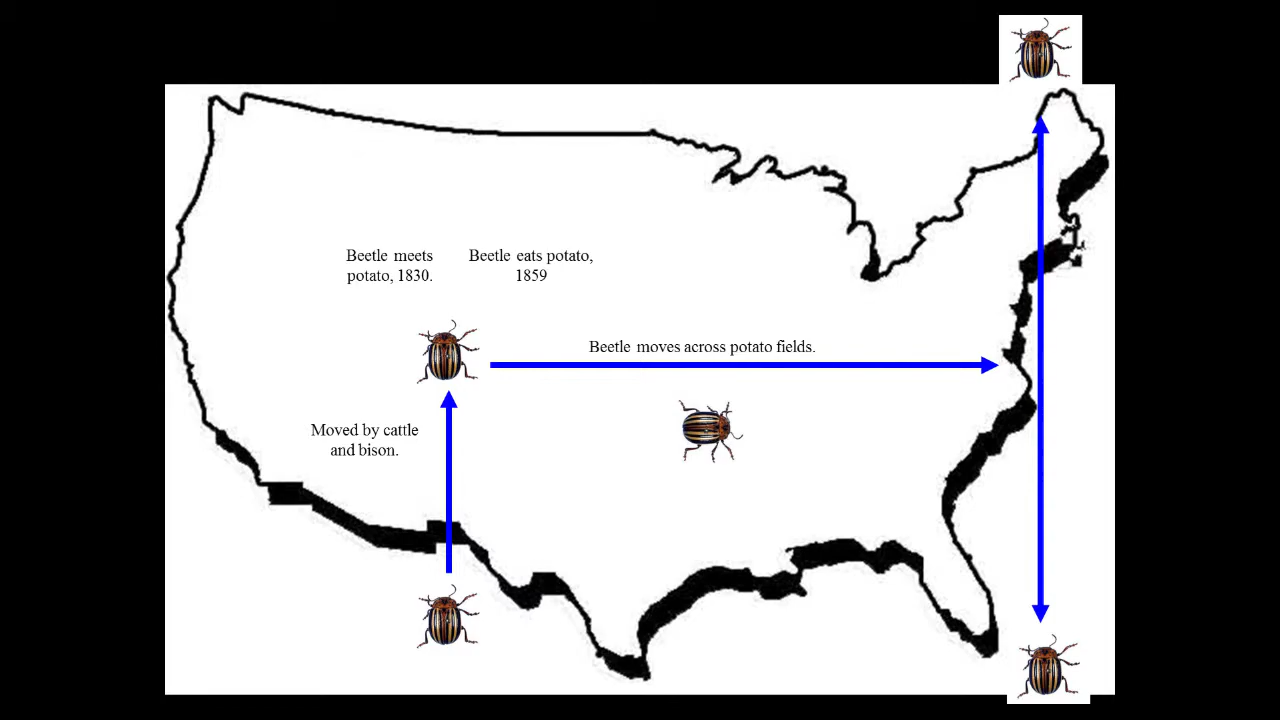 Beetle meets
potato, 1830.
Beetle eats potato,
1859
Beetle moves across potato fields.
Moved by cattle
and bison.